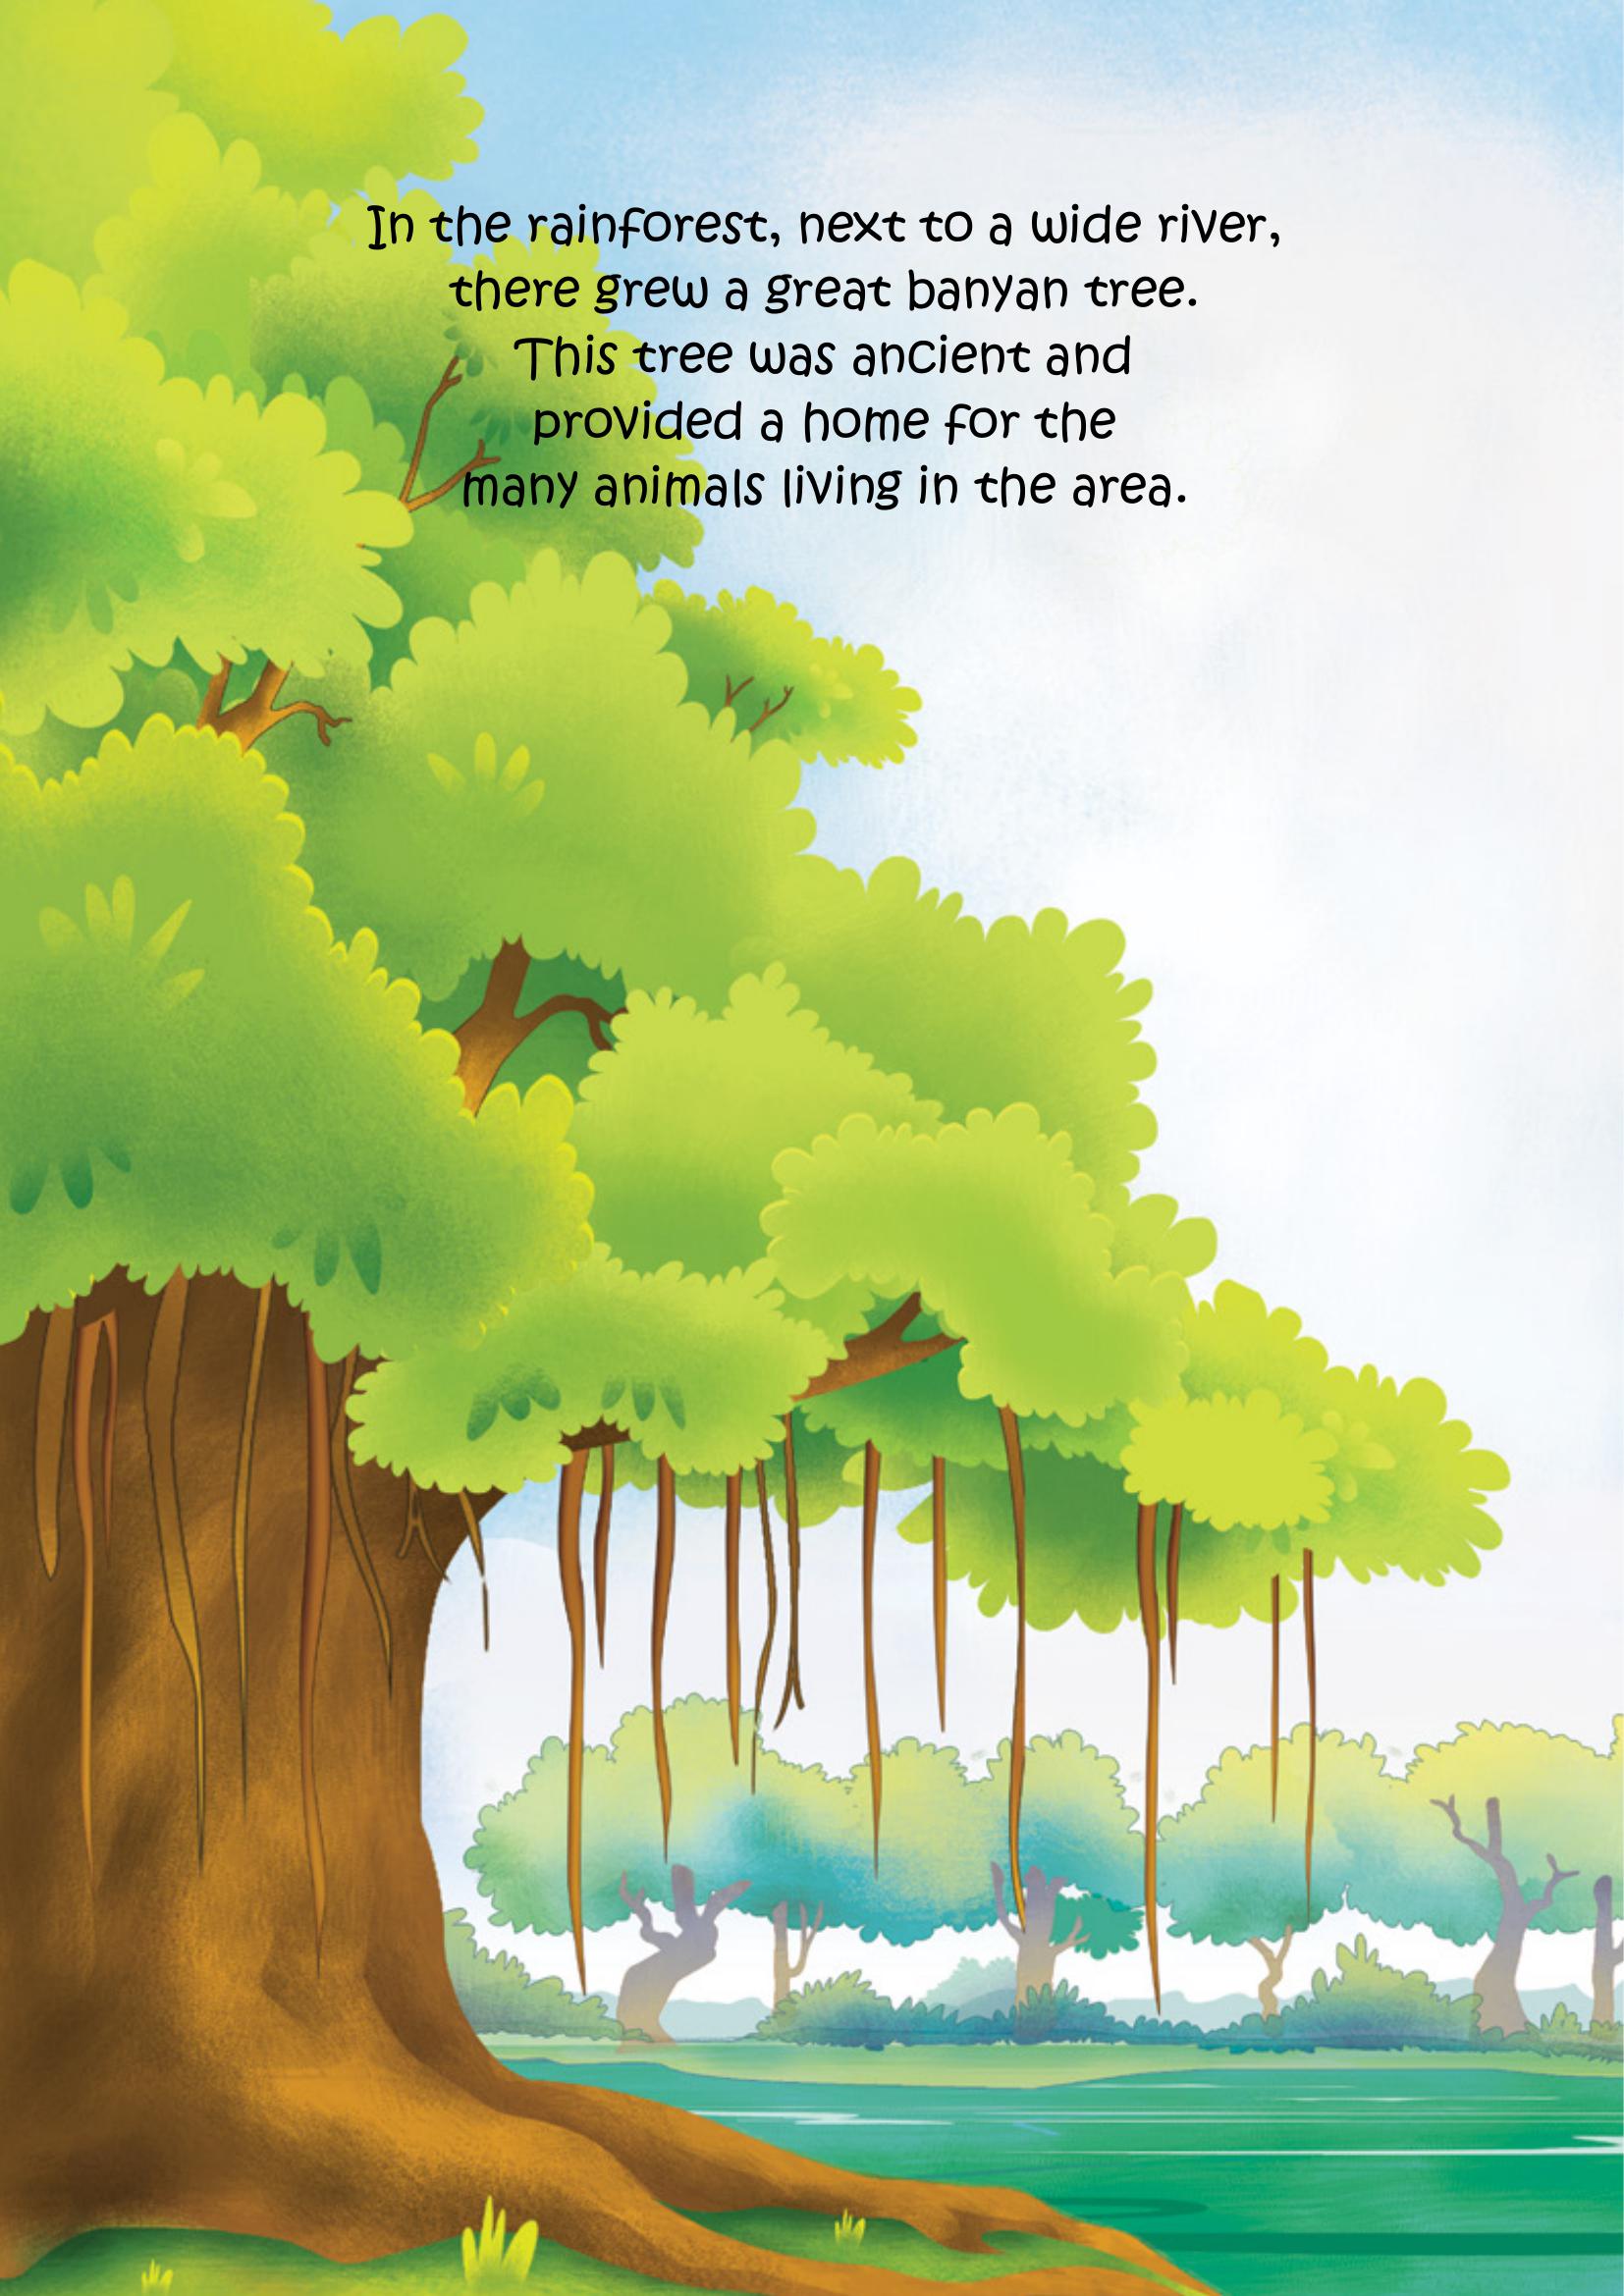 In the rainforest, next to a wide river,
there grew a great banyan tree.
This tree was ancient and
provided a home for the
many animals living in the area.